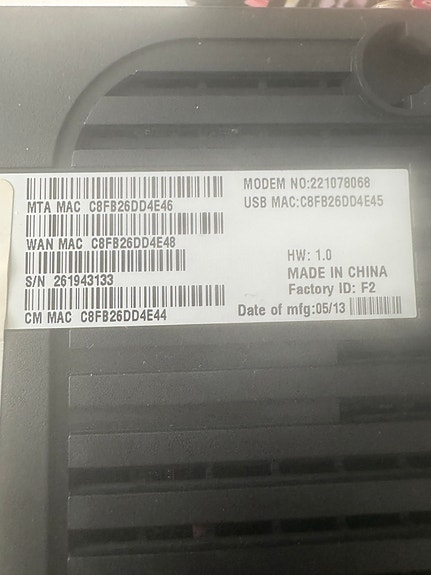 MTA MAC C8FB26DD4E46
WAN MAC C8FB26DD4E48
S/N 261943133
CM MAC C8FB26DD4E44
MODEM NO:221078068
USB MAC:C8FB26DD4E45
HW: 1.0
MADE IN CHINA
Factory ID: F2
Date of mfg:05/13